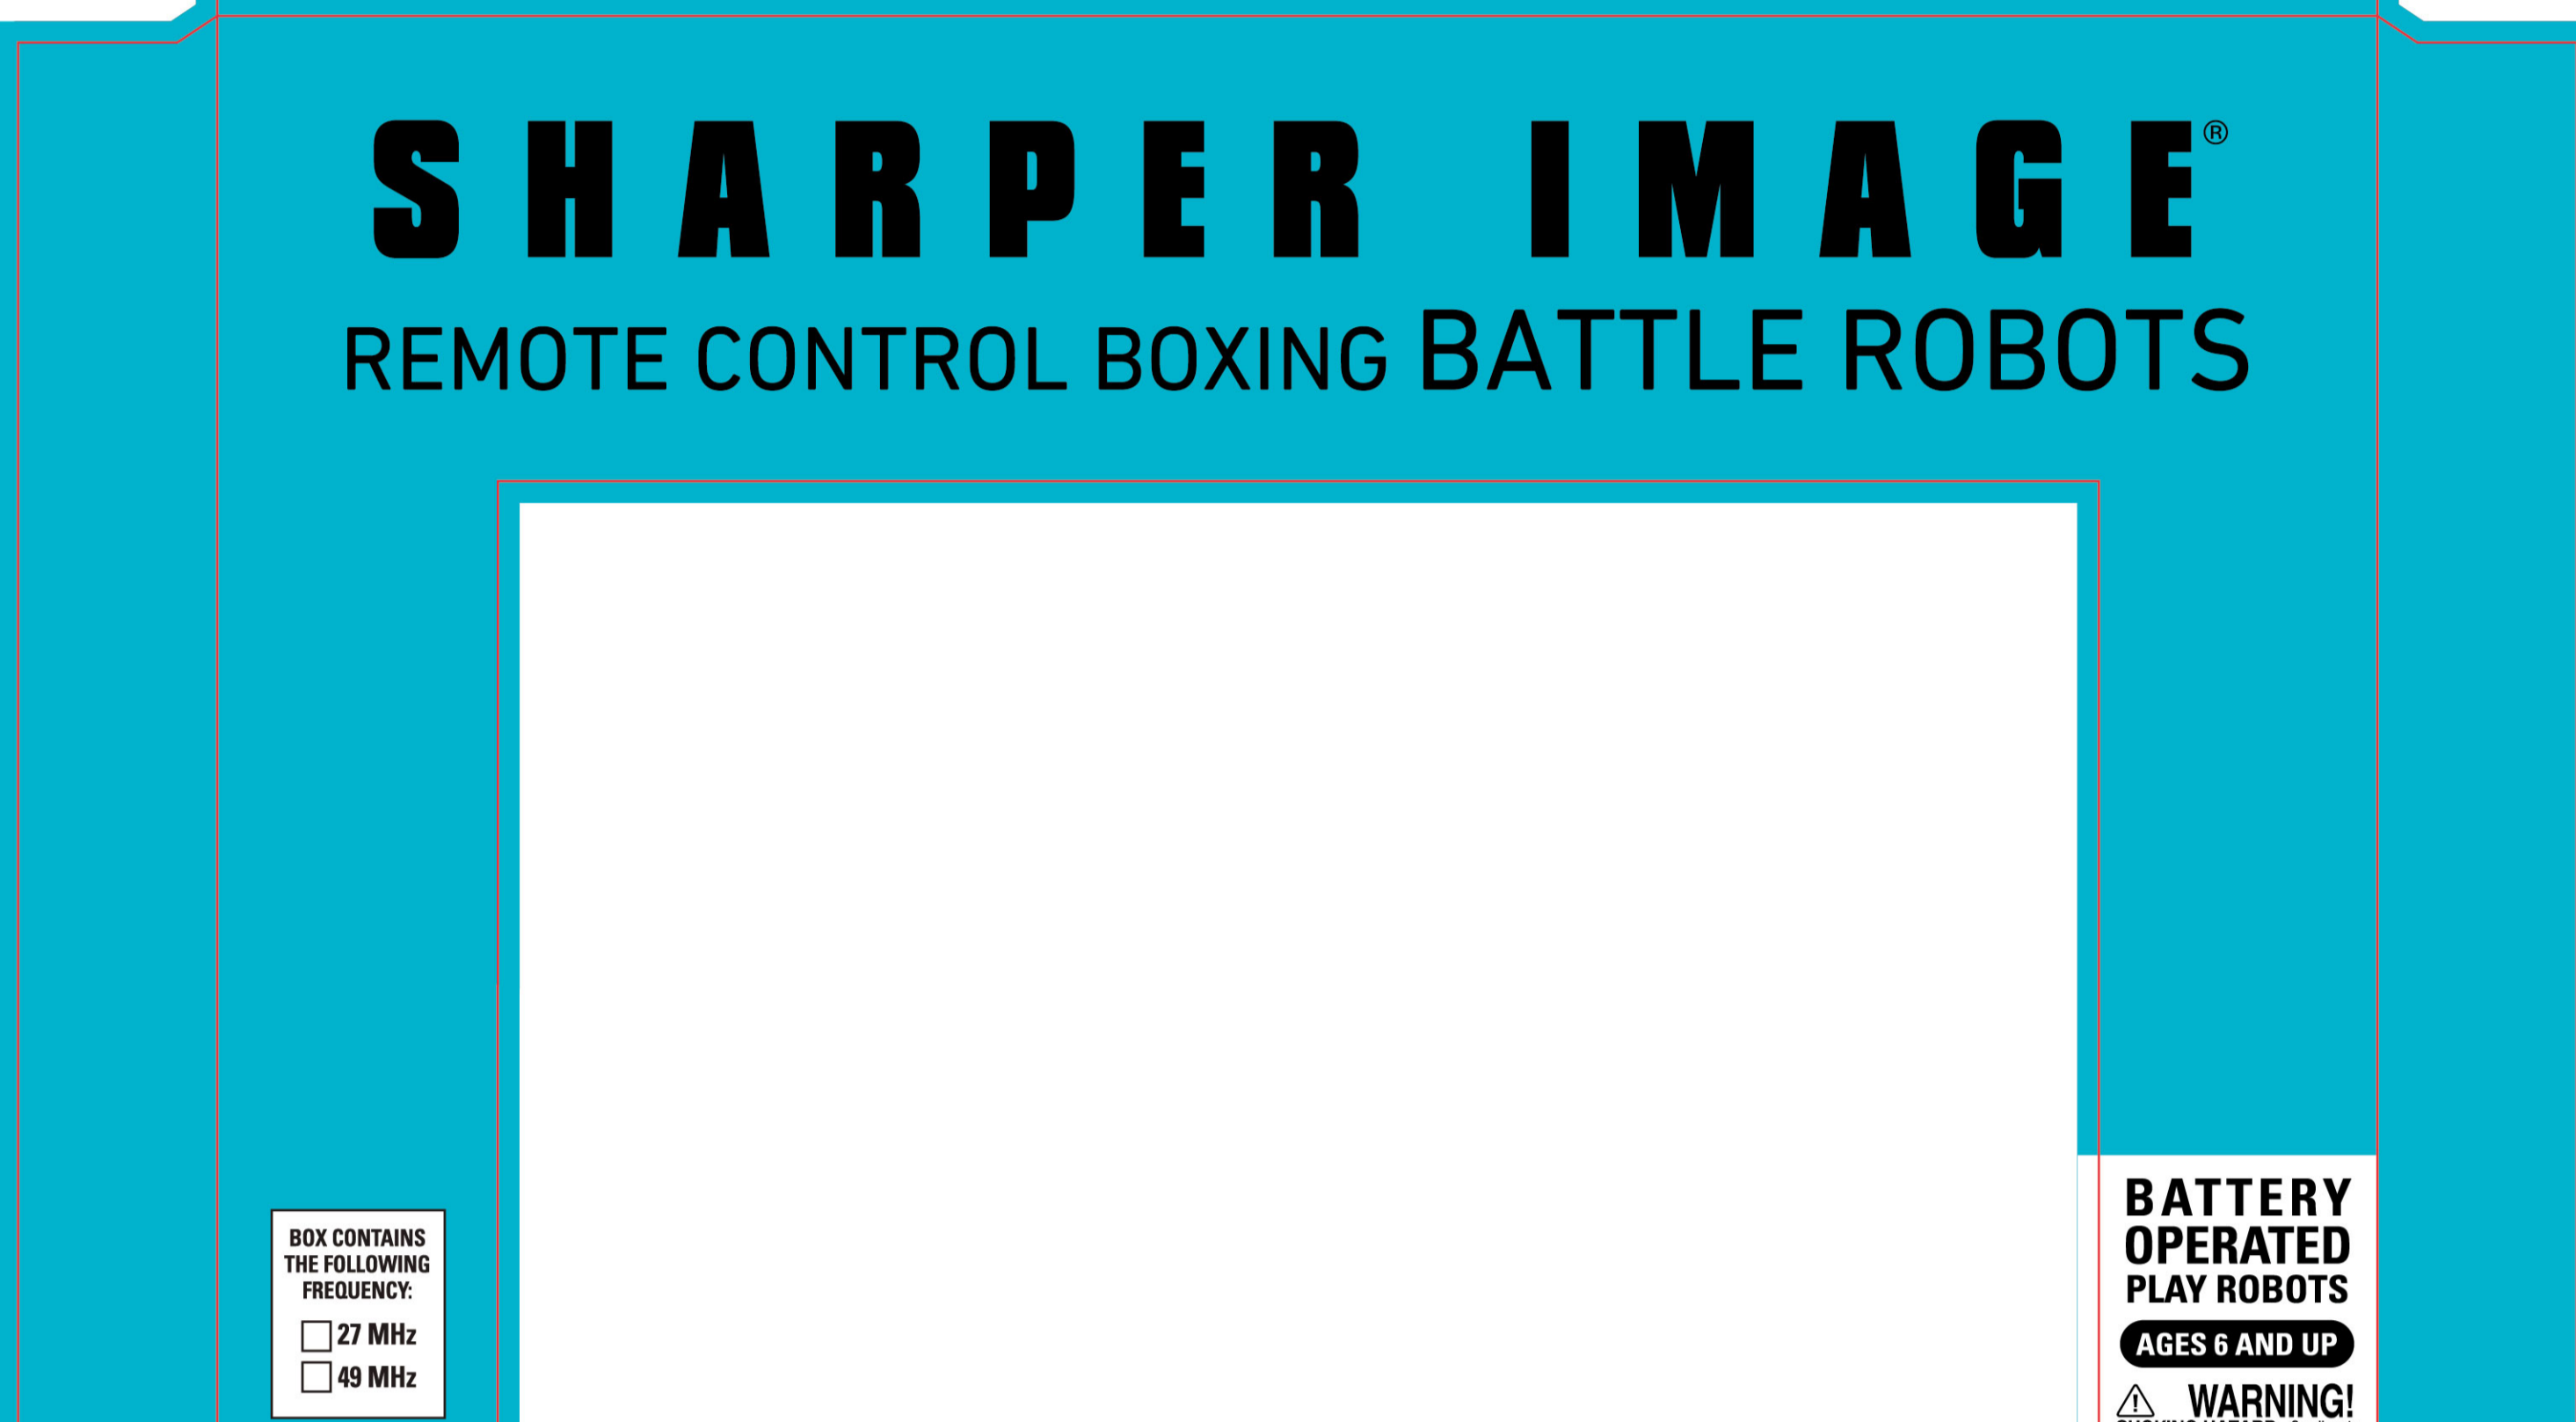 SHARPER IMAGE®
REMOTE CONTROL BOXING BATTLE ROBOTS
BOX CONTAINS
THE FOLLOWING
FREQUENCY:
27 MHz
49 MHz
BATTERY
OPERATED
PLAY ROBOTS
AGES 6 AND UP
WARNING!